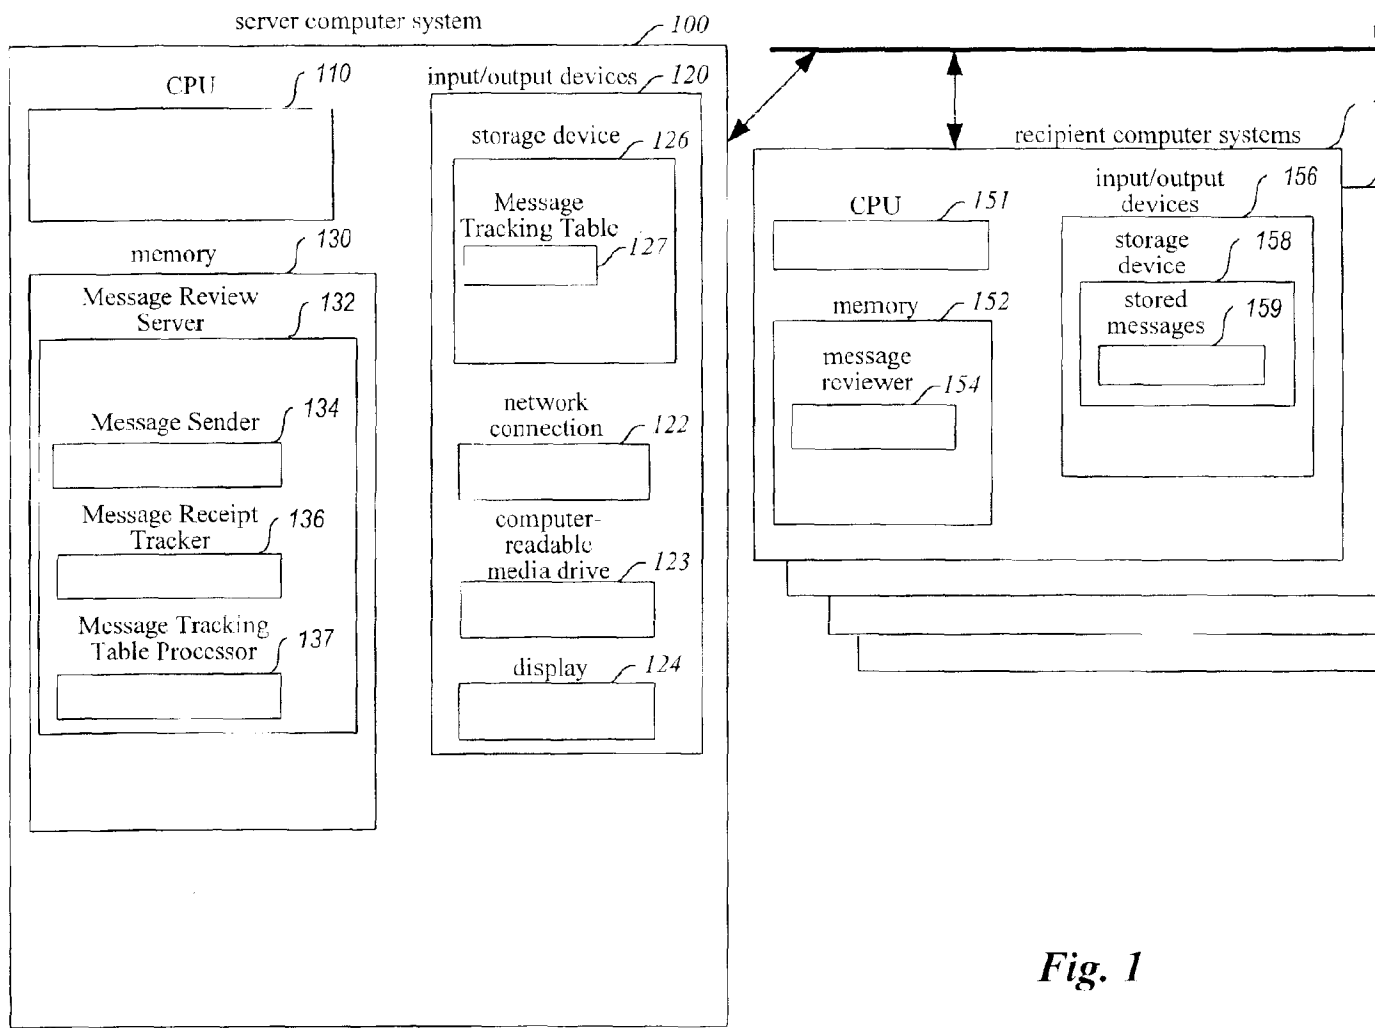 server computer system
100
CPU
110
memory
130
Message Review
Server
132
Message Sender
134
Message Receipt
Tracker
136
Message Tracking
Table Processor
137
input/output devices
120
storage device
126
Message
Tracking Table
127
network
connection
122
computer-
readable
media drive
123
display
124
recipient computer systems
CPU
151
memory
152
message
reviewer
154
input/output
devices
156
storage
device
158
stored
messages
159
Fig. 1